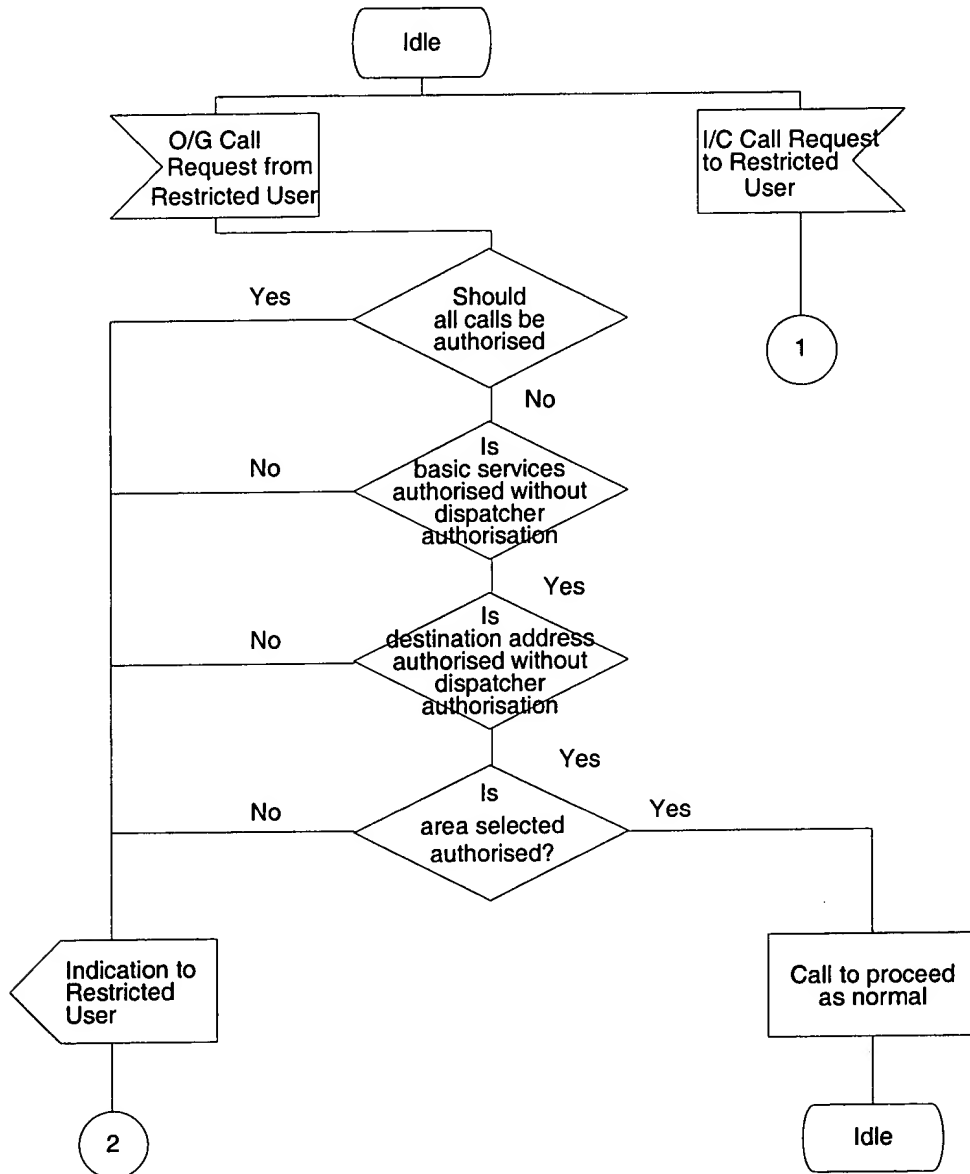 Idle
O/G Call
Request from
Restricted User
I/C Call Request
to Restricted
User
Yes
Should
all calls be
authorised
1
No
No
Is
basic services
authorised without
dispatcher
authorisation
Yes
No
Is
destination address
authorised without
dispatcher
authorisation
Yes
No
Is
area selected
authorised?
Yes
Indication to
Restricted
User
Call to proceed
as normal
2
Idle